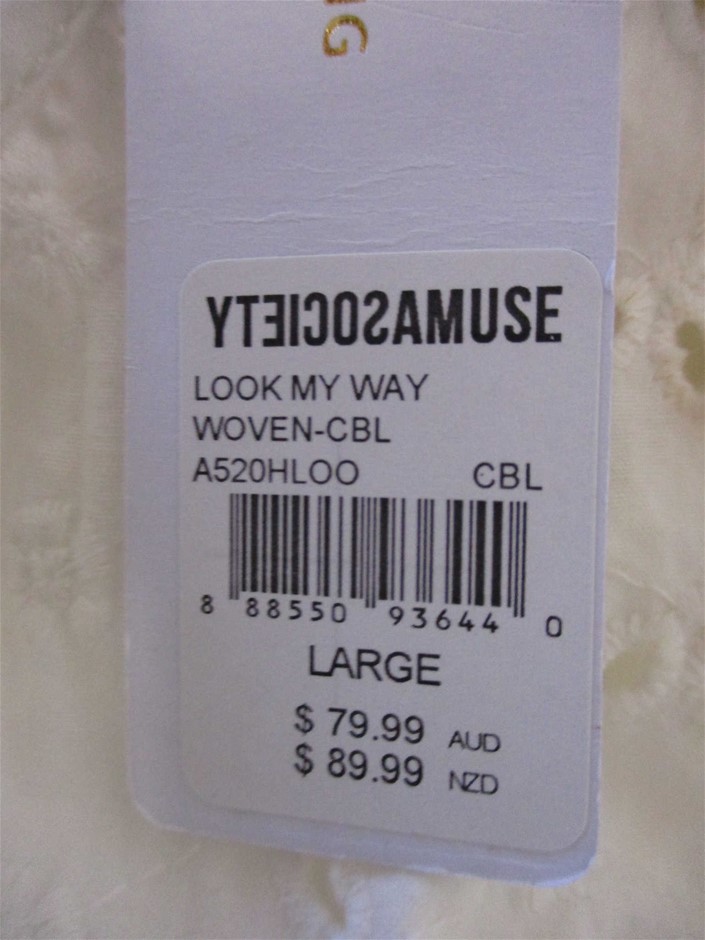 G
YTEICOSAMUSE
LOOK MY WAY
WOVEN-CBL
A520HLOO CBL
8 88550 93644 0
LARGE
$ 79.99 AUD
$ 89.99 NZD